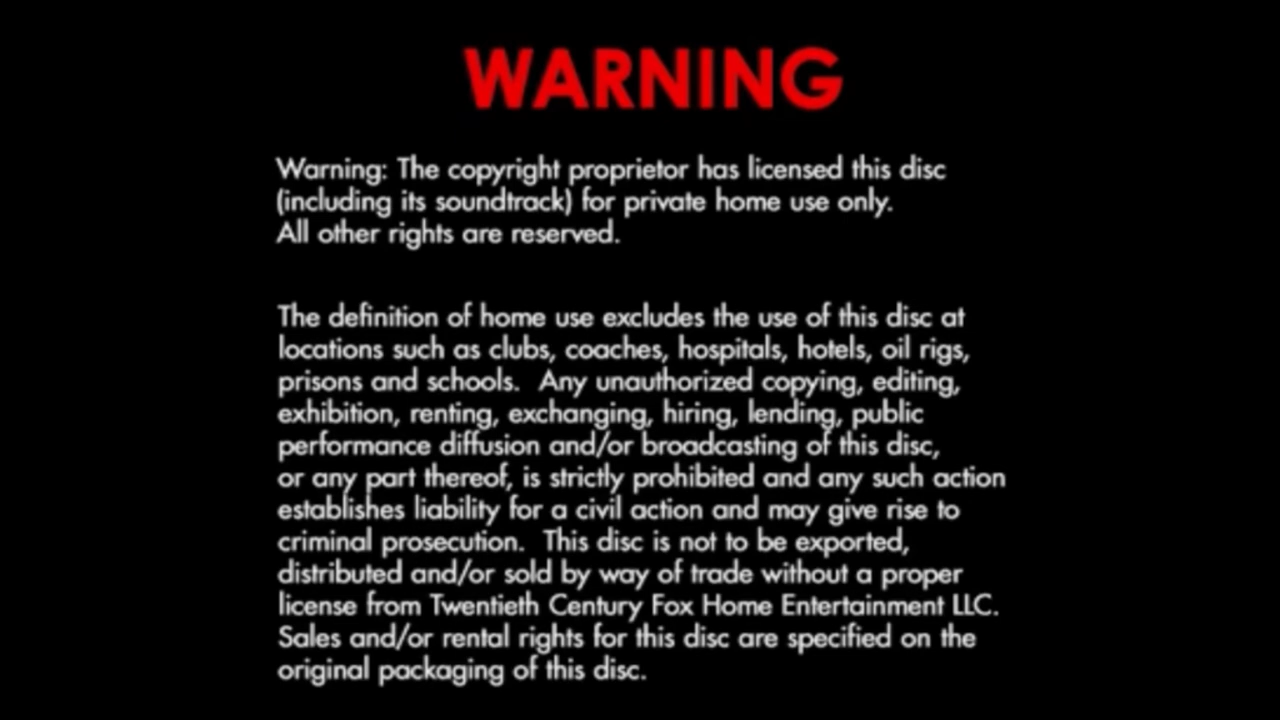 WARNING
Warning: The copyright proprietor has licensed this disc
(including its soundtrack) for private home use only.
All other rights are reserved.
The definition of home use excludes the use of this disc at
locations such as clubs, coaches, hospitals, hotels, oil rigs,
prisons and schools.  Any unauthorized copying, editing,
exhibition, renting, exchanging, hiring, lending, public
performance diffusion and/or broadcasting of this disc,
or any part thereof, is strictly prohibited and any such action
establishes liability for a civil action and may give rise to
criminal prosecution.  This disc is not to be exported,
distributed and/or sold by way of trade without a proper
license from Twentieth Century Fox Home Entertainment LLC.
Sales and/or rental rights for this disc are specified on the
original packaging of this disc.